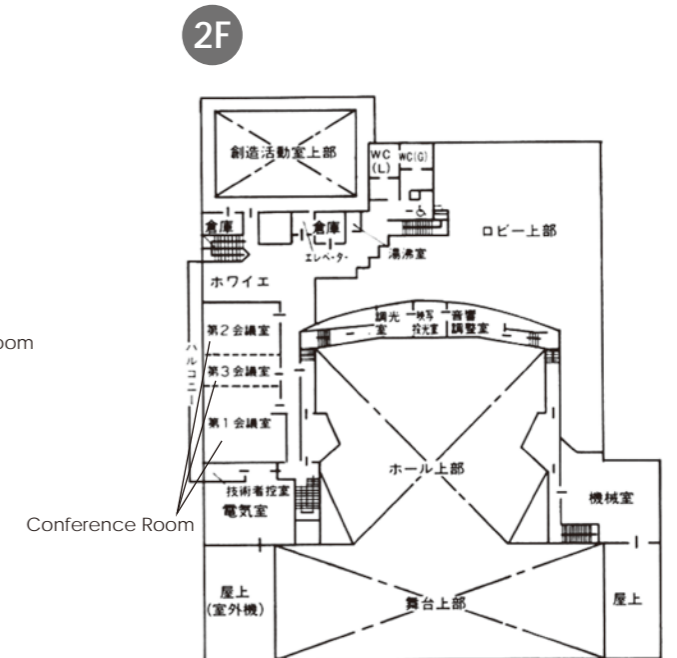 2F
創造活動室上部
WC
(L)
WC(G)
倉庫
倉庫
エレベーター
湯沸室
ロビー上部
ホワイエ
調光
室
映写
投光室
音響
調整室
第2会議室
oom
バルコニー
第3会議室
第1会議室
ホール上部
技術者控室
電気室
機械室
Conference Room
屋上
(室外機)
舞台上部
屋上